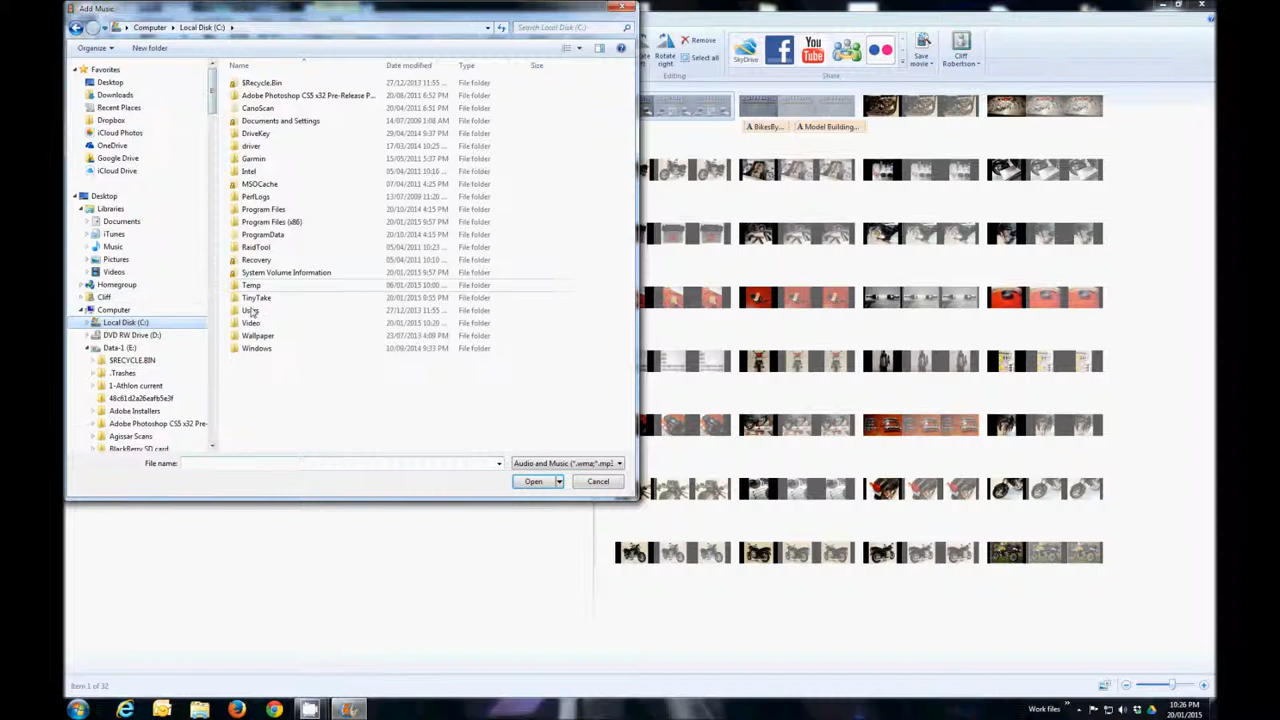 Add Music
Computer ▸ Local Disk (C:) ▸
Search Local Disk (C:)
Organize
New folder
Name
Date modified
Type
Size
Favorites
Desktop
Downloads
Recent Places
Dropbox
iCloud Photos
OneDrive
Google Drive
iCloud Drive
Desktop
Libraries
Documents
iTunes
Music
Pictures
Videos
Homegroup
Cliff
Computer
Local Disk (C:)
DVD RW Drive (D:)
Data-1 (E:)
$RECYCLE.BIN
.Trashes
1-Athlon current
48c61d2a26eafb5e3f
Adobe Installers
Adobe Photoshop CS5 x32 Pre-
Agissar Scans
BlackBerry SD card
$Recycle.Bin 27/12/2013 11:55 ... File folder
Adobe Photoshop CS5 x32 Pre-Release P... 20/08/2011 6:52 PM File folder
CanoScan 20/04/2011 6:51 PM File folder
Documents and Settings 14/07/2009 1:08 AM File folder
DriveKey 29/04/2014 9:37 PM File folder
driver 17/03/2014 10:25 ... File folder
Garmin 15/05/2011 5:37 PM File folder
Intel 05/04/2011 10:16 ... File folder
MSOCache 07/04/2011 4:25 PM File folder
PerfLogs 13/07/2009 11:20 ... File folder
Program Files 20/10/2014 4:15 PM File folder
Program Files (x86) 20/01/2015 9:57 PM File folder
ProgramData 20/10/2014 4:15 PM File folder
RaidTool 05/04/2011 10:23 ... File folder
Recovery 05/04/2011 10:... File folder
System Volume Information 20/01/2015 9:57 PM File folder
Temp 06/01/2015 10:00 ... File folder
TinyTake 20/01/2015 9:55 PM File folder
Users 27/12/2013 11:55 ... File folder
Video 20/01/2015 10:20 ... File folder
Wallpaper 23/07/2013 4:09 PM File folder
Windows 10/09/2014 9:33 PM File folder
File name:
Audio and Music (*.wma;*.mp3
Open
Cancel
Rotate right
Remove
Select all
Editing
SkyDrive
You Tube
Share
Save movie
Cliff Robertson
BikesBy...
Model Building...
Item 1 of 32
Work files
10:26 PM
20/01/2015